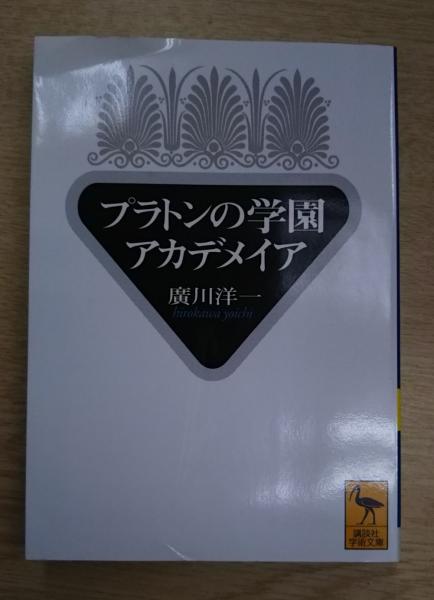 プラトンの学園
アカデメイア
廣川洋一
hirokawa yoichi
講談社
学術文庫